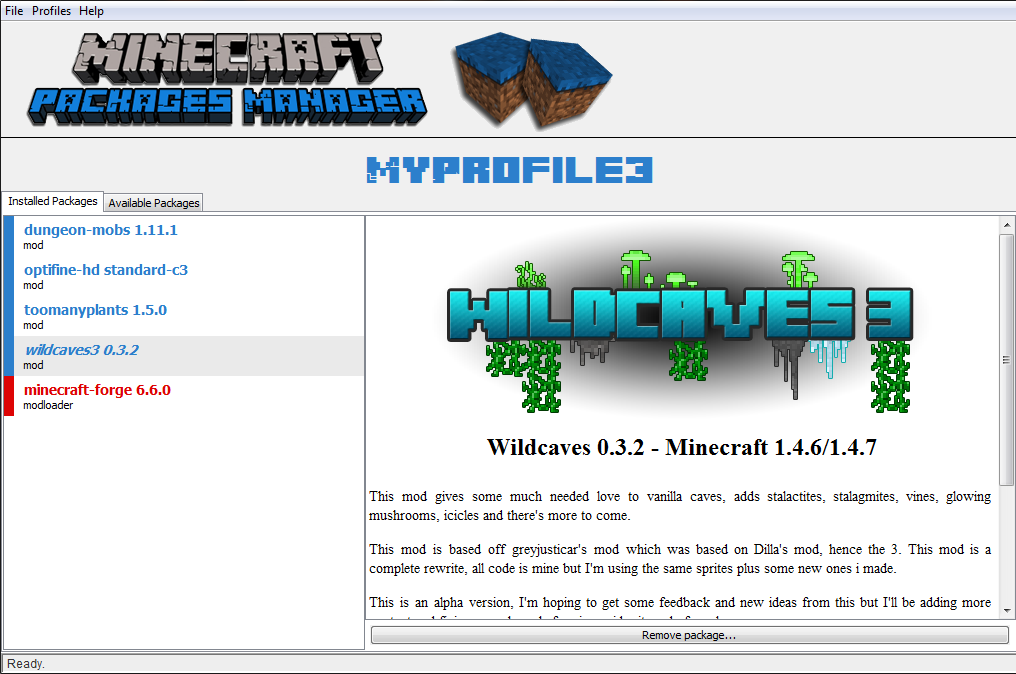 File Profiles Help
MINECRAFT
PACKAGES MANAGER
MYPROFILE3
Installed Packages Available Packages
dungeon-mobs 1.11.1
mod
optifine-hd standard-c3
mod
toomanyplants 1.5.0
mod
wildcaves3 0.3.2
mod
minecraft-forge 6.6.0
modloader
WILDCAVES 3
Wildcaves 0.3.2 - Minecraft 1.4.6/1.4.7
This mod gives some much needed love to vanilla caves, adds stalactites, stalagmites, vines, glowing
mushrooms, icicles and there's more to come.
This mod is based off greyjusticar's mod which was based on Dilla's mod, hence the 3. This mod is a
complete rewrite, all code is mine but I'm using the same sprites plus some new ones i made.
This is an alpha version, I'm hoping to get some feedback and new ideas from this but I'll be adding more
Remove package...
Ready.